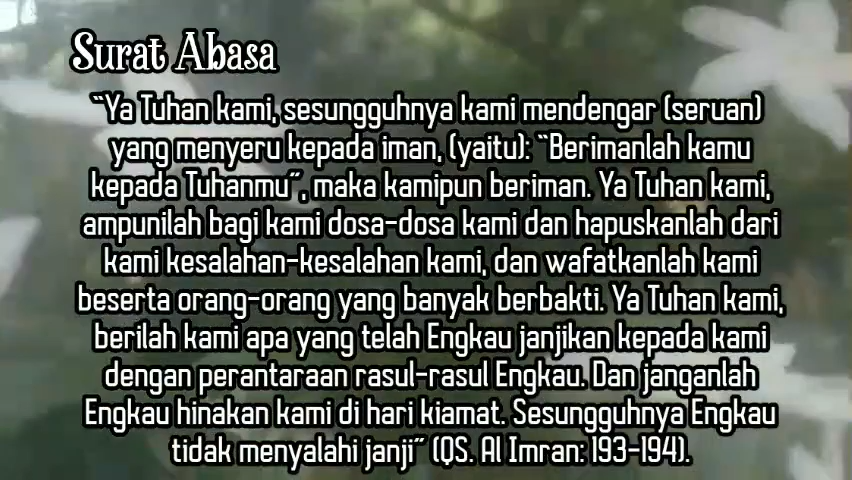 Surat Abasa
“Ya Tuhan kami, sesungguhnya kami mendengar (seruan)
yang menyeru kepada iman, (yaitu): “Berimanlah kamu
kepada Tuhanmu”, maka kamipun beriman. Ya Tuhan kami,
ampunilah bagi kami dosa-dosa kami dan hapuskanlah dari
kami kesalahan-kesalahan kami, dan wafatkanlah kami
beserta orang-orang yang banyak berbakti. Ya Tuhan kami,
berilah kami apa yang telah Engkau janjikan kepada kami
dengan perantaraan rasul-rasul Engkau. Dan janganlah
Engkau hinakan kami di hari kiamat. Sesungguhnya Engkau
tidak menyalahi janji” (QS. Al Imran: 193-194).